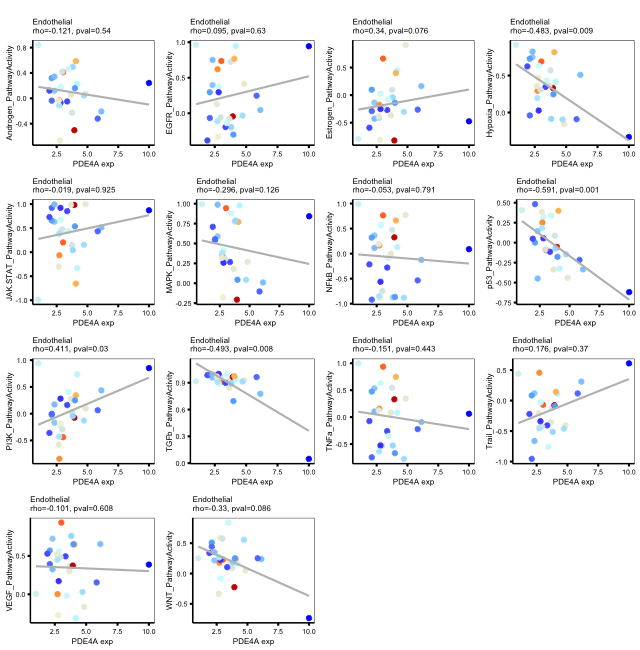 Endothelial
rho=-0.121, pval=0.54
Androgen_PathwayActivity
0.8
0.4
0.0
-0.4
2.5
5.0
7.5
10.0
PDE4A exp
Endothelial
rho=0.095, pval=0.63
EGFR_PathwayActivity
1.0
0.5
0.0
2.5
5.0
7.5
10.0
PDE4A exp
Endothelial
rho=0.34, pval=0.076
Estrogen_PathwayActivity
0.5
0.0
-0.5
2.5
5.0
7.5
10.0
PDE4A exp
Endothelial
rho=-0.483, pval=0.009
Hypoxia_PathwayActivity
0.5
0.0
2.5
5.0
7.5
10.0
PDE4A exp
Endothelial
rho=-0.019, pval=0.925
JAK-STAT_PathwayActivity
1.0
0.5
0.0
-0.5
-1.0
2.5
5.0
7.5
10.0
PDE4A exp
Endothelial
rho=-0.296, pval=0.126
MAPK_PathwayActivity
1.00
0.75
0.50
0.25
0.00
-0.25
2.5
5.0
7.5
10.0
PDE4A exp
Endothelial
rho=-0.053, pval=0.791
NFkB_PathwayActivity
1.0
0.5
0.0
-0.5
-1.0
2.5
5.0
7.5
10.0
PDE4A exp
Endothelial
rho=-0.591, pval=0.001
p53_PathwayActivity
0.50
0.25
0.00
-0.25
-0.50
-0.75
2.5
5.0
7.5
10.0
PDE4A exp
Endothelial
rho=0.411, pval=0.03
PI3K_PathwayActivity
1.0
0.5
0.0
-0.5
2.5
5.0
7.5
10.0
PDE4A exp
Endothelial
rho=-0.493, pval=0.008
TGFb_PathwayActivity
0.9
0.6
0.3
0.0
2.5
5.0
7.5
10.0
PDE4A exp
Endothelial
rho=-0.151, pval=0.443
TNFa_PathwayActivity
1.0
0.5
0.0
-0.5
2.5
5.0
7.5
10.0
PDE4A exp
Endothelial
rho=0.176, pval=0.37
Trail_PathwayActivity
0.5
0.0
-0.5
-1.0
2.5
5.0
7.5
10.0
PDE4A exp
Endothelial
rho=-0.101, pval=0.608
VEGF_PathwayActivity
0.5
0.0
2.5
5.0
7.5
10.0
PDE4A exp
Endothelial
rho=-0.33, pval=0.086
WNT_PathwayActivity
0.5
0.0
-0.5
2.5
5.0
7.5
10.0
PDE4A exp